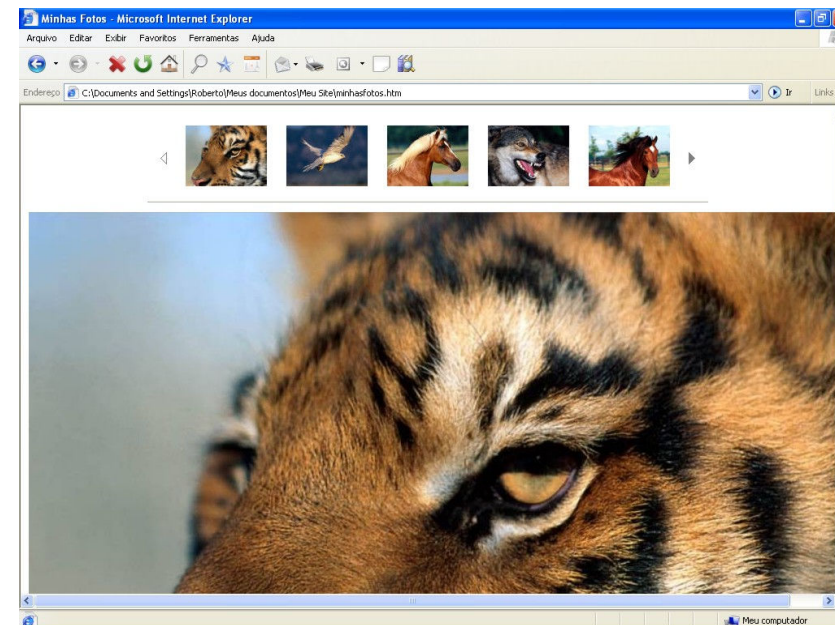 Minhas Fotos - Microsoft Internet Explorer
Arquivo Editar Exibir Favoritos Ferramentas Ajuda
Endereço C:\Documents and Settings\Roberto\Meus documentos\Meu Site\minhasfotos.htm Ir Links
Meu computador